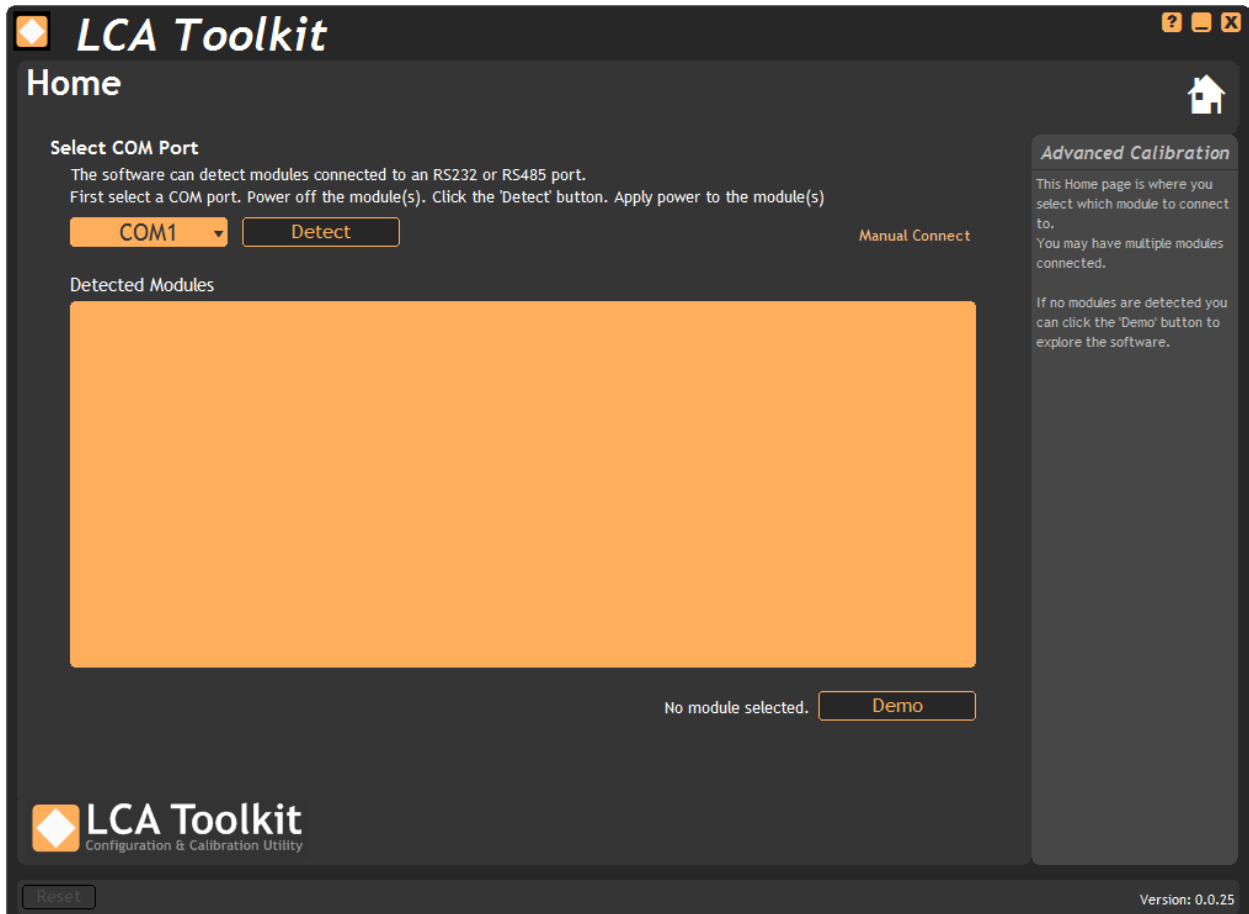 LCA Toolkit
? _ X
Home
Select COM Port
The software can detect modules connected to an RS232 or RS485 port.
First select a COM port. Power off the module(s). Click the 'Detect' button. Apply power to the module(s)
COM1
Detect
Manual Connect
Detected Modules
No module selected.
Demo
Advanced Calibration
This Home page is where you
select which module to connect
to.
You may have multiple modules
connected.
If no modules are detected you
can click the 'Demo' button to
explore the software.
LCA Toolkit
Configuration & Calibration Utility
Reset
Version: 0.0.25